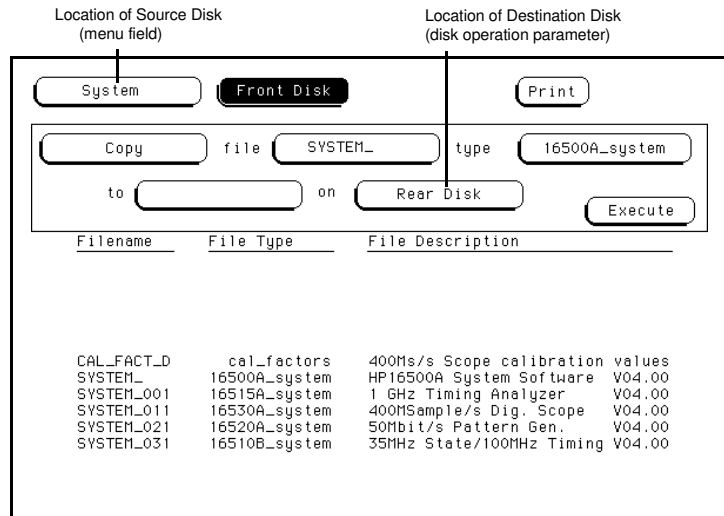 Location of Source Disk
(menu field)
Location of Destination Disk
(disk operation parameter)
System Front Disk Print
Copy file SYSTEM_ type 16500A_system
to on Rear Disk
Execute
Filename File Type File Description
CAL_FACT_D cal_factors 400Ms/s Scope calibration values
SYSTEM_ 16500A_system HP16500A System Software V04.00
SYSTEM_001 16515A_system 1 GHz Timing Analyzer V04.00
SYSTEM_011 16530A_system 400MSample/s Dig. Scope V04.00
SYSTEM_021 16520A_system 50Mbit/s Pattern Gen. V04.00
SYSTEM_031 16510B_system 35MHz State/100MHz Timing V04.00